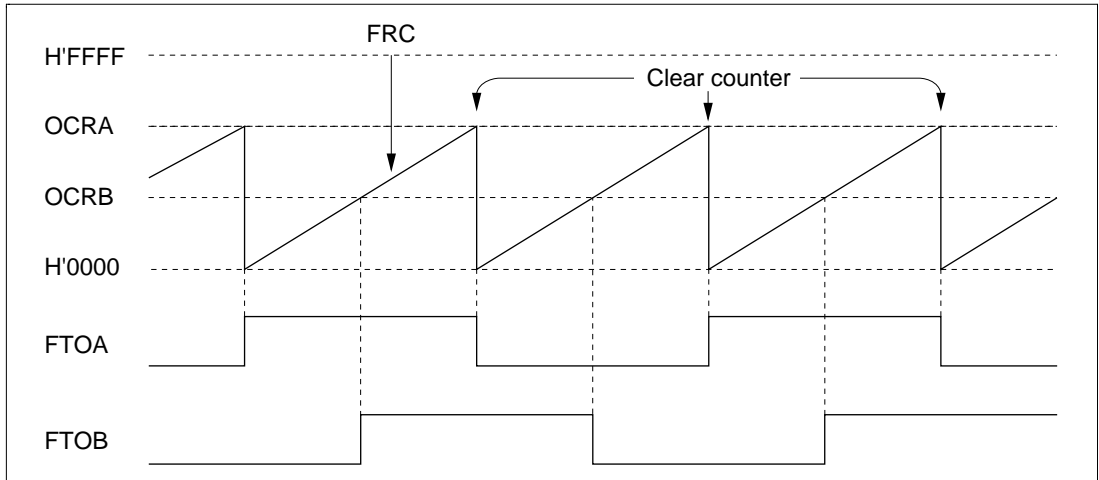 FRC
H'FFFF
Clear counter
OCRA
OCRB
H'0000
FTOA
FTOB